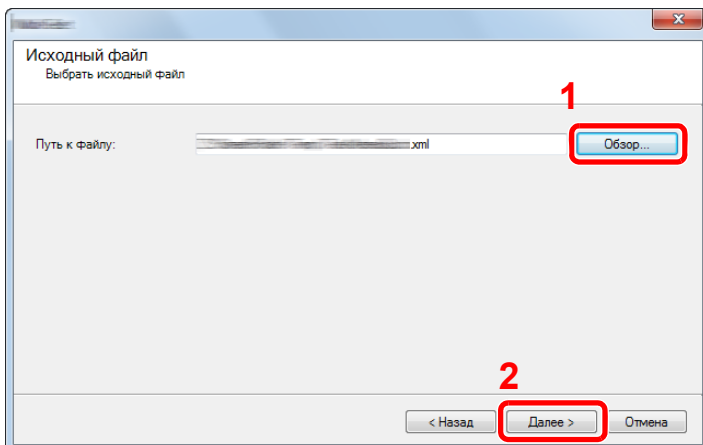 Исходный файл
Выбрать исходный файл
1
Путь к файлу: .xml Обзор...
2
< Назад Далее > Отмена